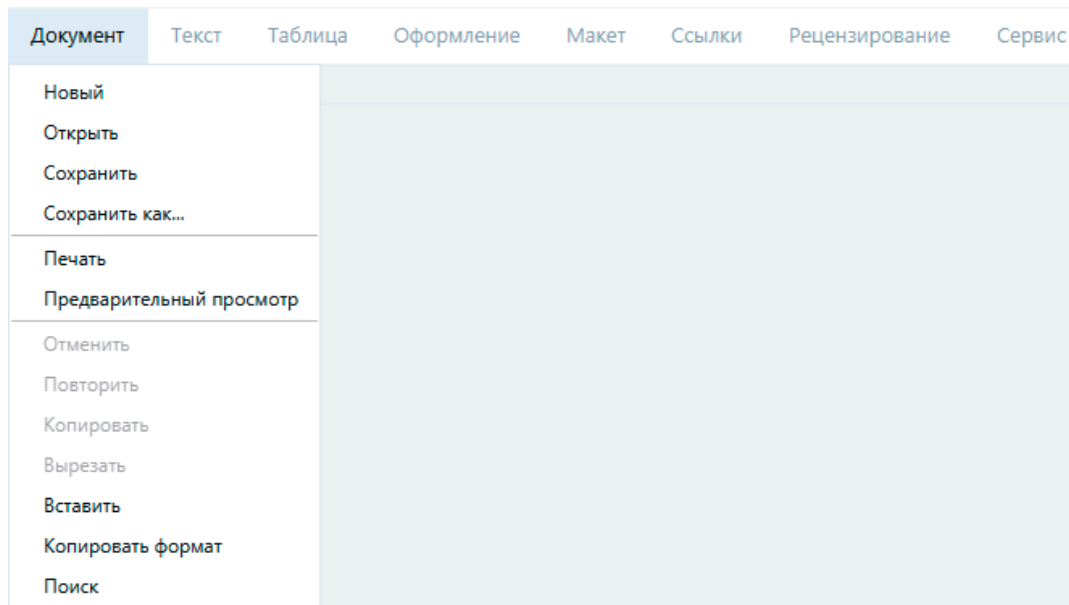 Документ Текст Таблица Оформление Макет Ссылки Рецензирование Сервис
Новый
Открыть
Сохранить
Сохранить как...
Печать
Предварительный просмотр
Отменить
Повторить
Копировать
Вырезать
Вставить
Копировать формат
Поиск